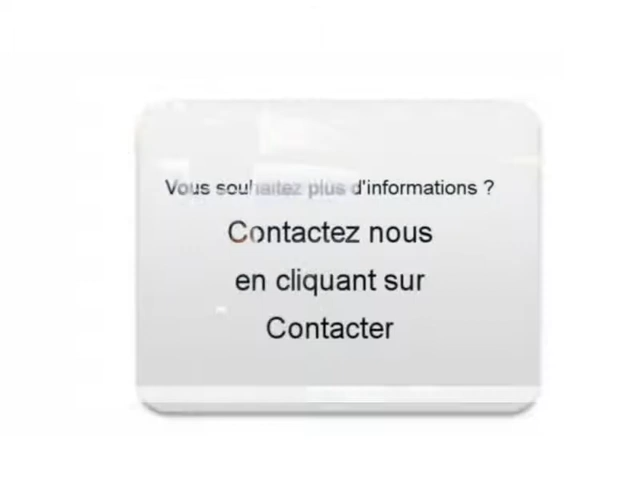 Vous souhaitez plus d'informations ?
Contactez nous
en cliquant sur
Contacter